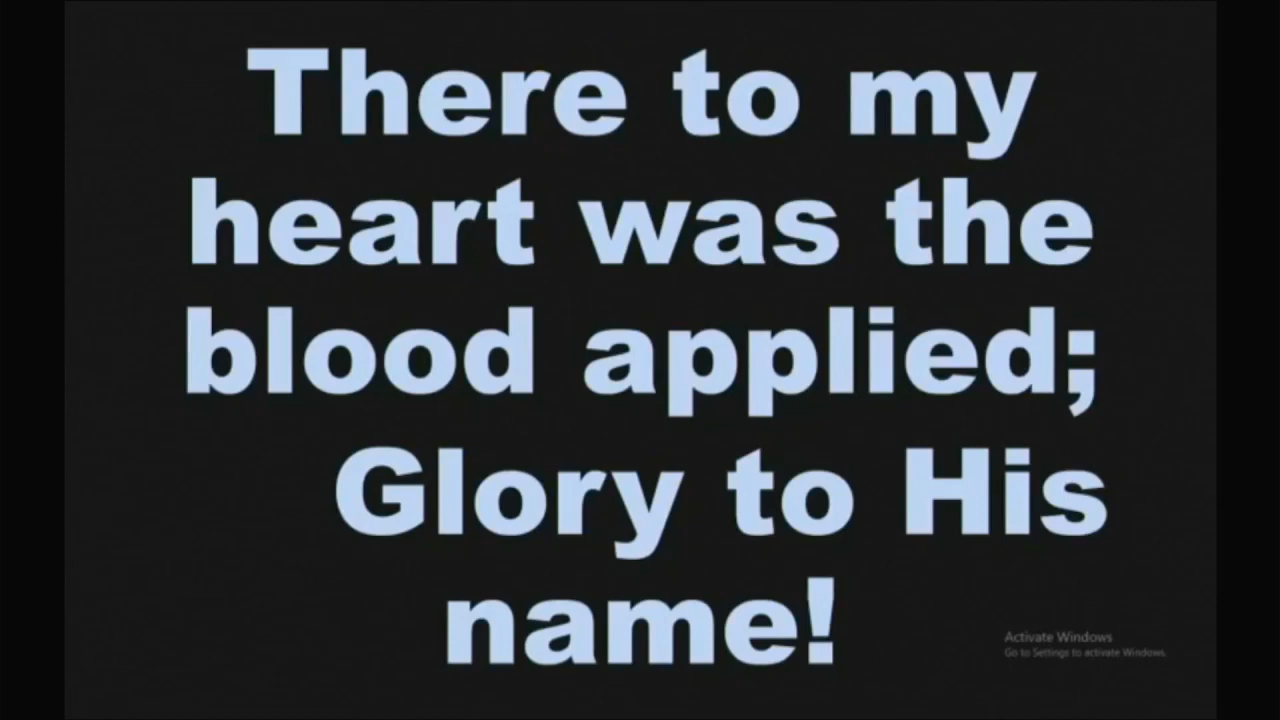 There to my
heart was the
blood applied;
Glory to His
name!
Activate Windows
Go to Settings to activate Windows.